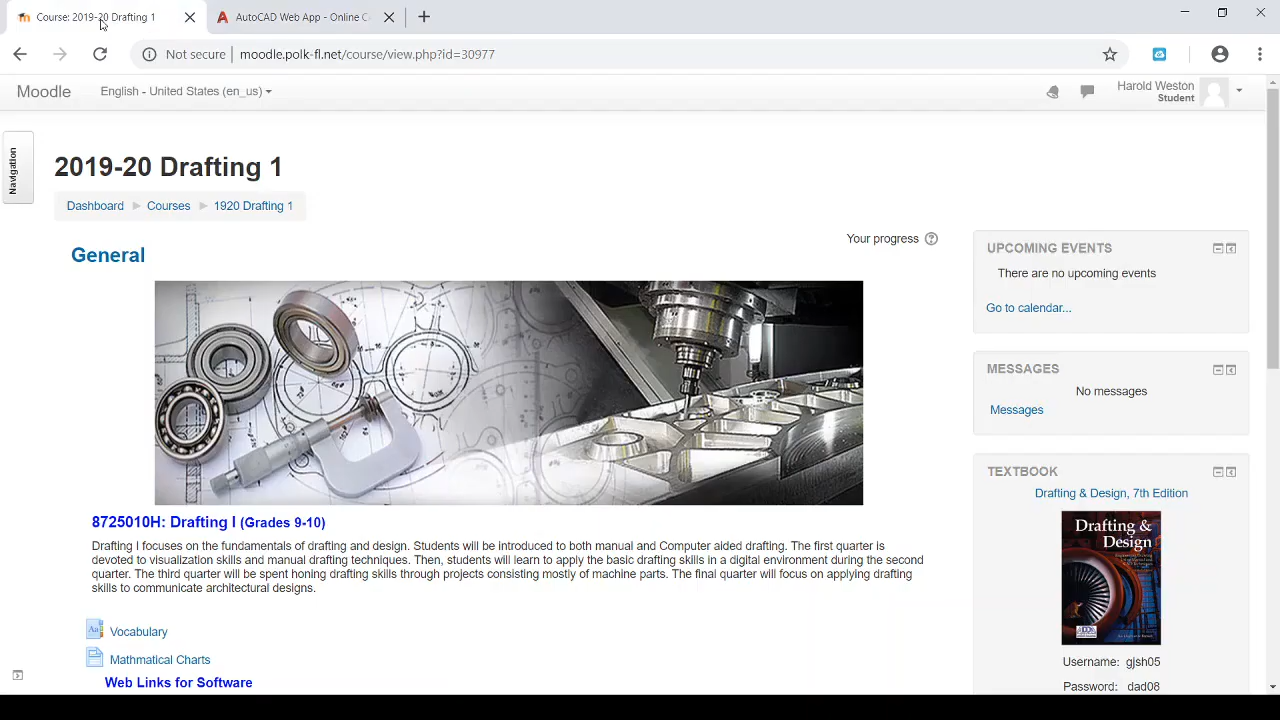 Course: 2019-20 Drafting 1
AutoCAD Web App - Online C
Not secure
moodle.polk-fl.net/course/view.php?id=30977
Moodle
English - United States (en_us)
Harold Weston
Student
Navigation
2019-20 Drafting 1
Dashboard
Courses
1920 Drafting 1
General
Your progress
8725010H: Drafting I (Grades 9-10)
Drafting I focuses on the fundamentals of drafting and design. Students will be introduced to both manual and Computer aided drafting. The first quarter is
devoted to visualization skills and manual drafting techniques. Then students will learn to apply the basic drafting skills in a digital environment during the second
quarter. The third quarter will be spent honing drafting skills through projects consisting mostly of machine parts. The final quarter will focus on applying drafting
skills to communicate architectural designs.
Vocabulary
Mathmatical Charts
Web Links for Software
UPCOMING EVENTS
There are no upcoming events
Go to calendar...
MESSAGES
No messages
Messages
TEXTBOOK
Drafting & Design, 7th Edition
Drafting &
Design
Username: gjsh05
Password: dad08